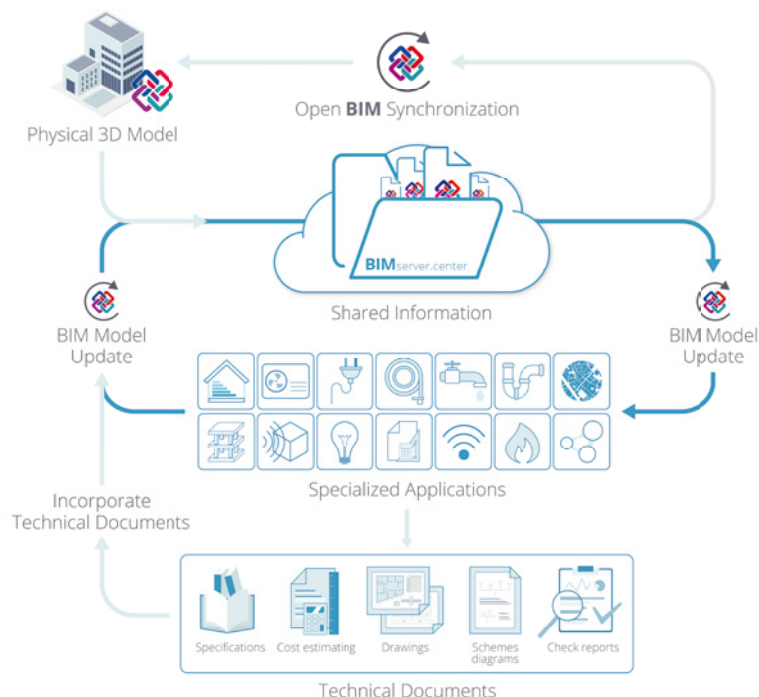 Open BIM Synchronization
Physical 3D Model
BIMserver.center
Shared Information
BIM Model
Update
BIM Model
Update
Specialized Applications
Incorporate
Technical Documents
Specifications
Cost estimating
Drawings
Schemes
diagrams
Check reports
Technical Documents